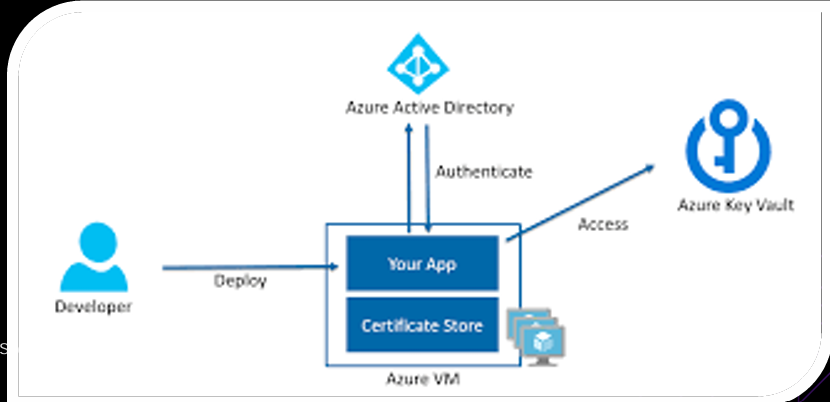 Azure Active Directory
Authenticate
Azure Key Vault
Access
Your App
Deploy
Developer
Certificate Store
Azure VM
s